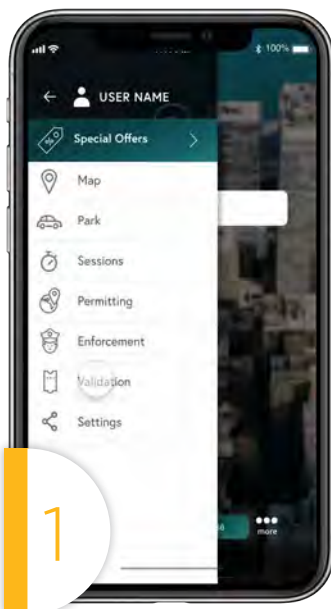 100%
USER NAME
Special Offers
Map
Park
Sessions
Permitting
Enforcement
Validation
Settings
more
1